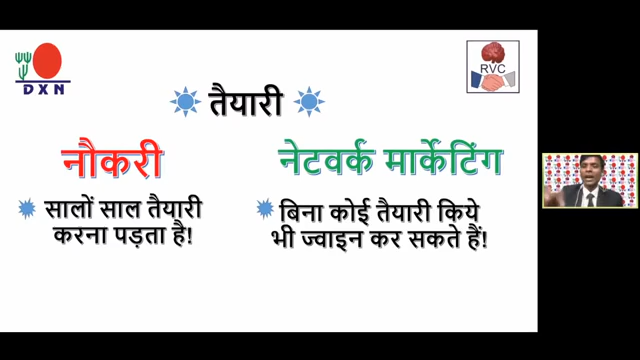 DXN
RVC
तैयारी
नौकरी
नेटवर्क मार्केटिंग
सालों साल तैयारी
करना पड़ता है!
बिना कोई तैयारी किये
भी ज्वाइन कर सकते हैं!